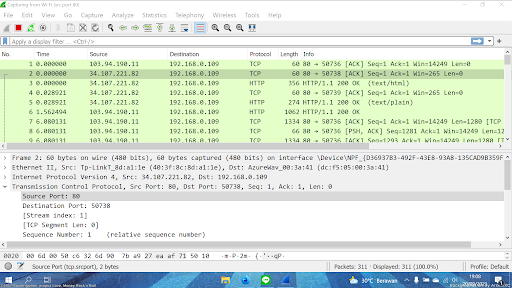 Capturing from Wi-Fi (src port 80)
File Edit View Go Capture Analyze Statistics Telephony Wireless Tools Help
Apply a display filter ... <Ctrl-/>
No. Time Source Destination Protocol Length Info
1 0.000000 103.94.190.11 192.168.0.109 TCP 60 80 → 50736 [ACK] Seq=1 Ack=1 Win=14249 Len=0
2 0.000000 34.107.221.82 192.168.0.109 TCP 60 80 → 50738 [ACK] Seq=1 Ack=1 Win=265 Len=0
3 0.000000 34.107.221.82 192.168.0.109 HTTP 356 HTTP/1.1 200 OK (text/html)
4 0.028921 34.107.221.82 192.168.0.109 TCP 60 80 → 50739 [ACK] Seq=1 Ack=1 Win=265 Len=0
5 0.028921 34.107.221.82 192.168.0.109 HTTP 274 HTTP/1.1 200 OK (text/plain)
6 1.562494 103.94.190.11 192.168.0.109 HTTP 1062 HTTP/1.1 200 OK
7 6.080131 103.94.190.11 192.168.0.109 TCP 1334 80 → 50736 [ACK] Seq=1 Ack=1 Win=14249 Len=1280 [TCP
8 6.080131 103.94.190.11 192.168.0.109 TCP 66 80 → 50736 [PSH, ACK] Seq=1281 Ack=1 Win=14249 Len=12
9 6.080131 103.94.190.11 192.168.0.109 TCP 1334 80 → 50736 [ACK] Seq=1293 Ack=1 Win=14249 Len=1280
Frame 2: 60 bytes on wire (480 bits), 60 bytes captured (480 bits) on interface \Device\NPF_{D36937B3-492F-43E8-93A8-135CAD9B359F
Ethernet II, Src: Tp-LinkT_8d:a1:1e (40:3f:8c:8d:a1:1e), Dst: AzureWav_00:3a:41 (dc:f5:05:00:3a:41)
Internet Protocol Version 4, Src: 34.107.221.82, Dst: 192.168.0.109
Transmission Control Protocol, Src Port: 80, Dst Port: 50738, Seq: 1, Ack: 1, Len: 0
Source Port: 80
Destination Port: 50738
[Stream index: 1]
[TCP Segment Len: 0]
Sequence Number: 1 (relative sequence number)
0020 00 6d 00 50 c6 32 6d 90 7b a9 27 ea af 71 50 10 ·m·P·2m· {·'··qP·
Source Port (tcp.srcport), 2 bytes
Packets: 311 · Displayed: 311 (100.0%)
Profile: Default
30°C Berawan
19:08